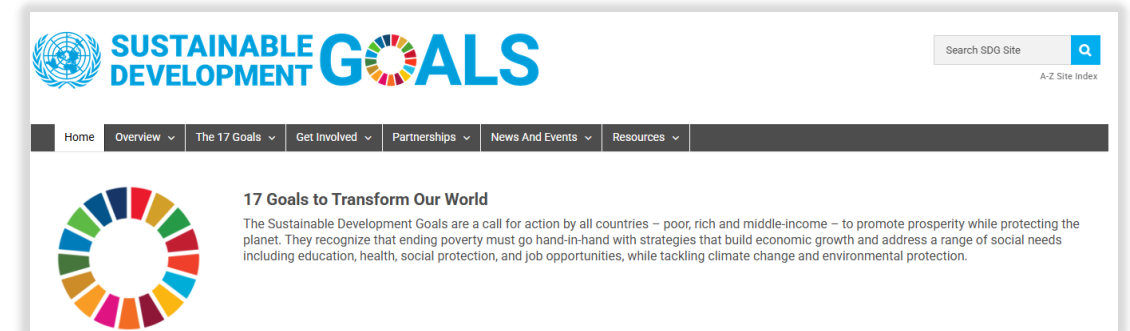 SUSTAINABLE
DEVELOPMENT
GOALS
Search SDG Site
A-Z Site Index
Home Overview The 17 Goals Get Involved Partnerships News And Events Resources
17 Goals to Transform Our World
The Sustainable Development Goals are a call for action by all countries – poor, rich and middle-income – to promote prosperity while protecting the
planet. They recognize that ending poverty must go hand-in-hand with strategies that build economic growth and address a range of social needs
including education, health, social protection, and job opportunities, while tackling climate change and environmental protection.